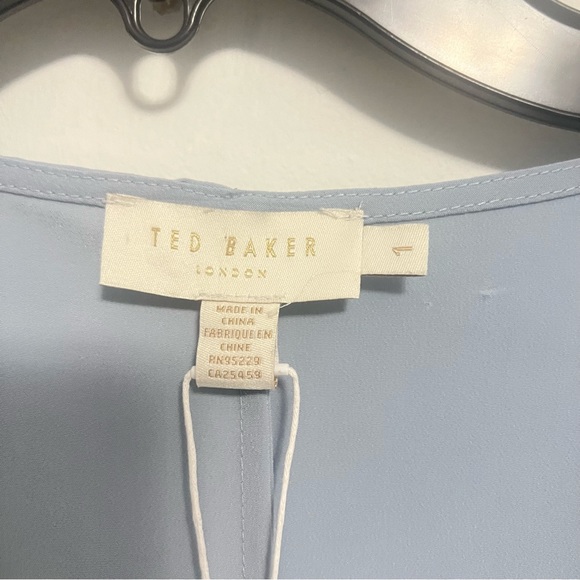 TED BAKER
LONDON
1
MADE IN
CHINA
FABRIQUE EN
CHINE
RN95229
CA25459